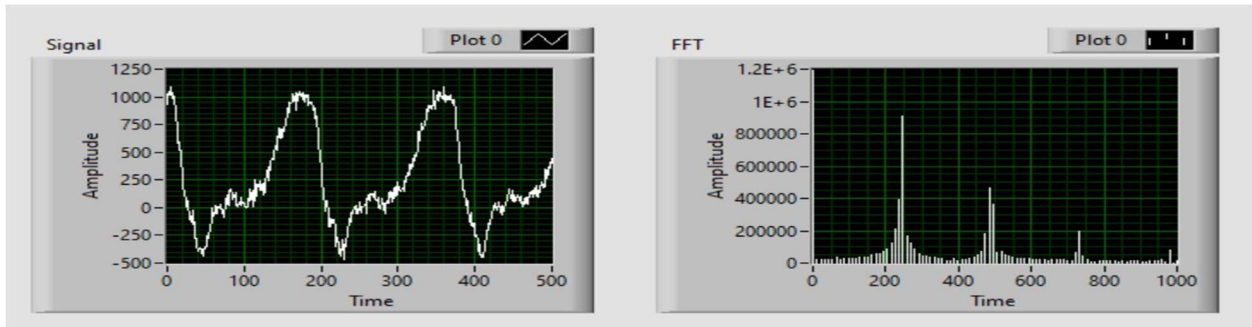 Signal
Plot 0
Amplitude
1250
1000
750
500
250
0
-250
-500
0 100 200 300 400 500
Time
FFT
Plot 0
Amplitude
1.2E+6
1E+6
800000
600000
400000
200000
0
0 200 400 600 800 1000
Time